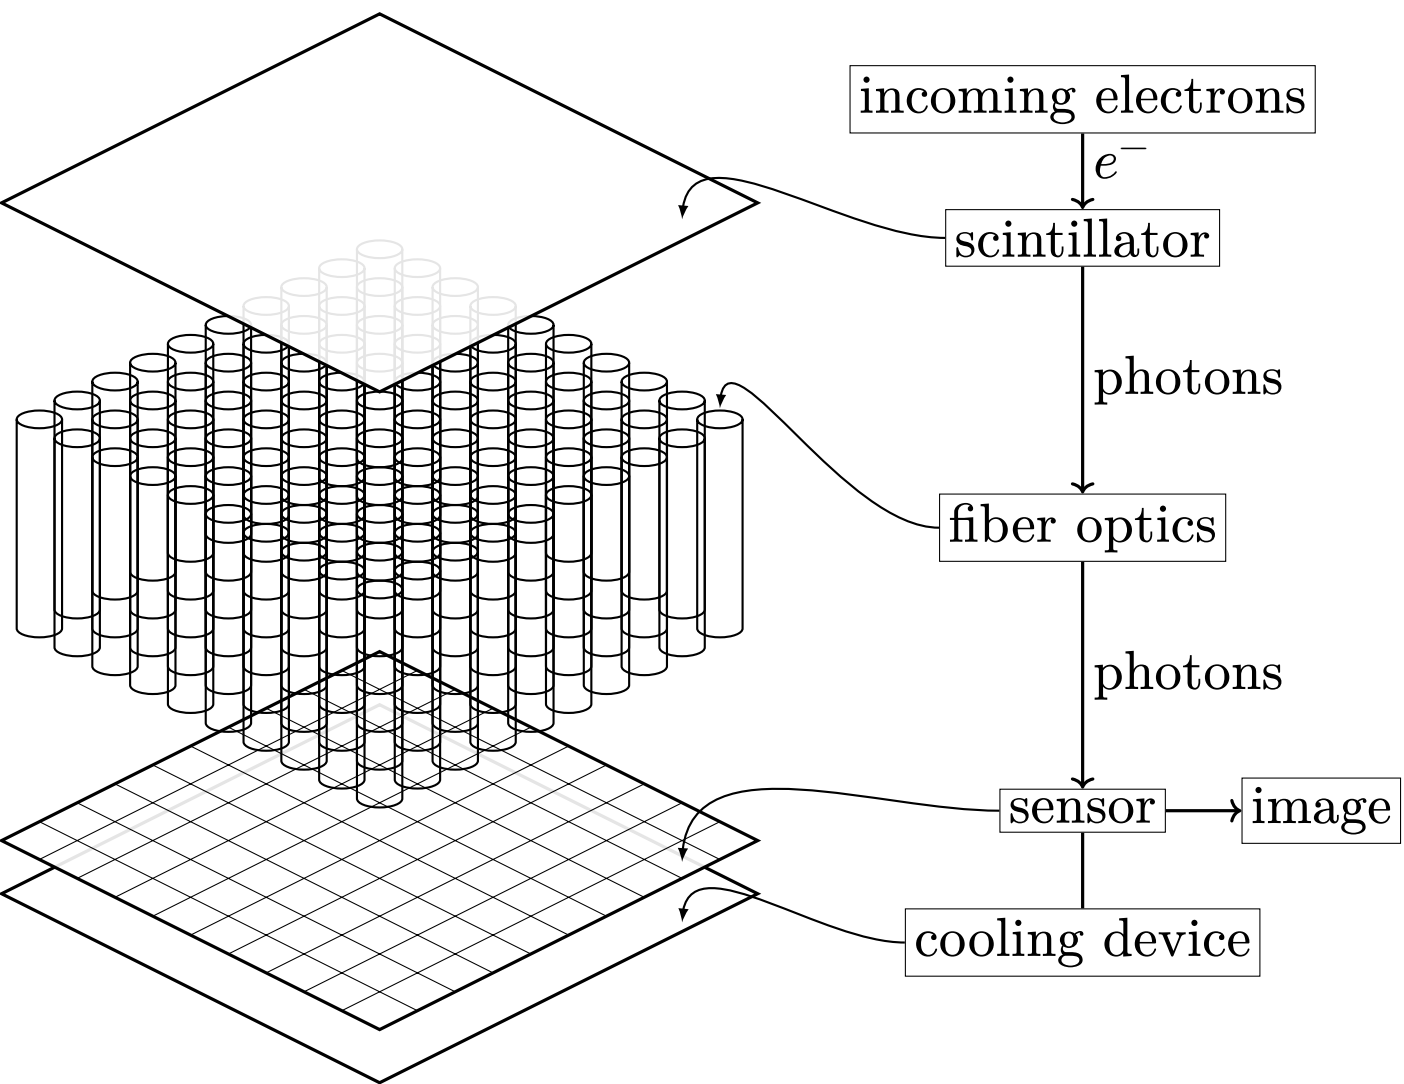 incoming electrons
e⁻
scintillator
photons
fiber optics
photons
sensor
image
cooling device